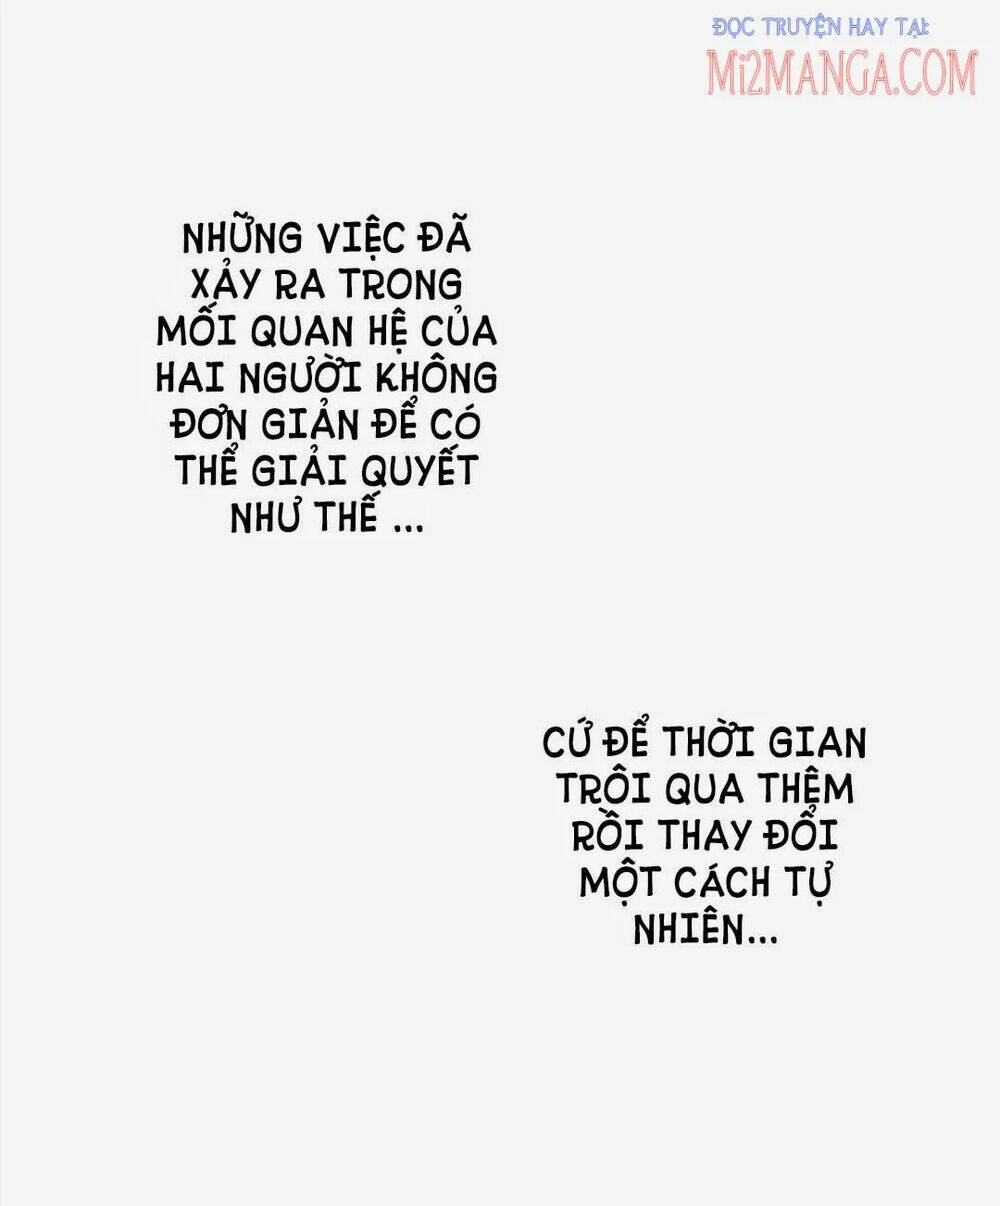 ĐỌC TRUYỆN HAY TẠI:
MI2MANGA.COM
NHỮNG VIỆC ĐÃ
XẢY RA TRONG
MỐI QUAN HỆ CỦA
HAI NGƯỜI KHÔNG
ĐƠN GIẢN ĐỂ CÓ
THỂ GIẢI QUYẾT
NHƯ THẾ ...
CỨ ĐỂ THỜI GIAN
TRÔI QUA THÊM
RỒI THAY ĐỔI
MỘT CÁCH TỰ
NHIÊN...